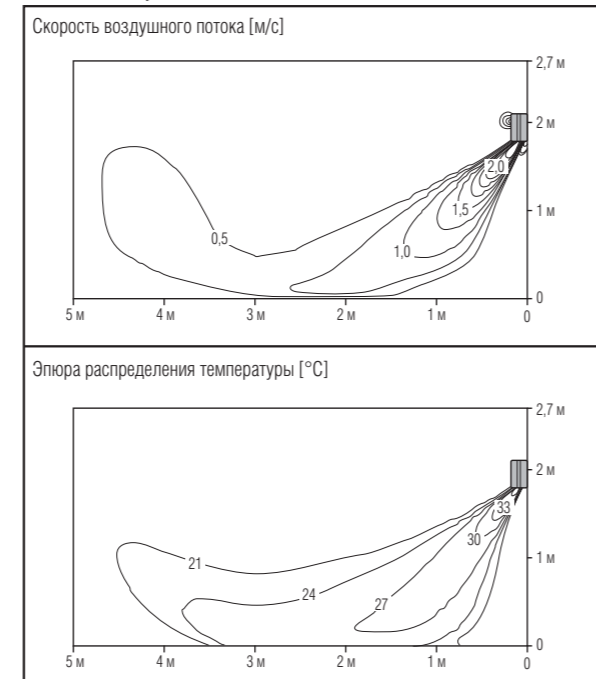 Скорость воздушного потока [м/с]
2,7 м
2 м
2,0
1,5
1 м
0,5
1,0
0
5 м 4 м 3 м 2 м 1 м 0
Эпюра распределения температуры [°C]
2,7 м
2 м
33
30
21
1 м
24
27
0
5 м 4 м 3 м 2 м 1 м 0